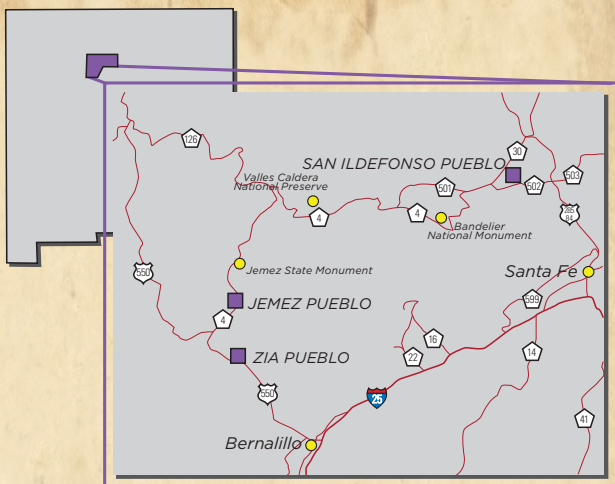 126
30
SAN ILDEFONSO PUEBLO
503
Valles Caldera
National Preserve
501
502
4
4
285
84
Bandelier
National Monument
Jemez State Monument
Santa Fe
550
JEMEZ PUEBLO
599
4
16
14
ZIA PUEBLO
22
550
25
41
Bernalillo